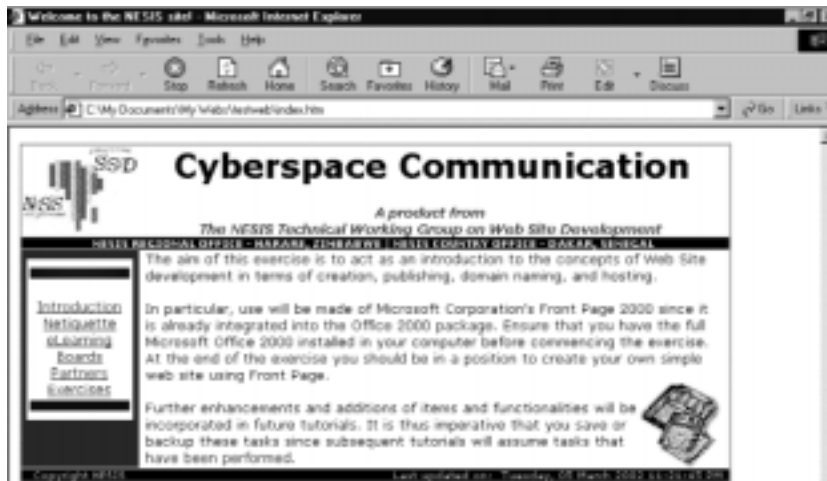 Welcome to the NESIS site! - Microsoft Internet Explorer
File Edit View Favorites Tools Help
Back Forward Stop Refresh Home Search Favorites History Mail Print Edit Discuss
Address C:\My Documents\My Webs\testweb\index.htm Go Links
NESIS
Cyberspace Communication
A product from
The NESIS Technical Working Group on Web Site Development
NESIS REGIONAL OFFICE - HARARE, ZIMBABWE | NESIS COUNTRY OFFICE - DAKAR, SENEGAL
Introduction
Netiquette
eLearning
Boards
Partners
Exercises
The aim of this exercise is to act as an introduction to the concepts of Web Site
development in terms of creation, publishing, domain naming, and hosting.
In particular, use will be made of Microsoft Corporation's Front Page 2000 since it
is already integrated into the Office 2000 package. Ensure that you have the full
Microsoft Office 2000 installed in your computer before commencing the exercise.
At the end of the exercise you should be in a position to create your own simple
web site using Front Page.
Further enhancements and additions of items and functionalities will be
incorporated in future tutorials. It is thus imperative that you save or
backup these tasks since subsequent tutorials will assume tasks that
have been performed.
Copyright NESIS Last updated on: Tuesday, 05 March 2002